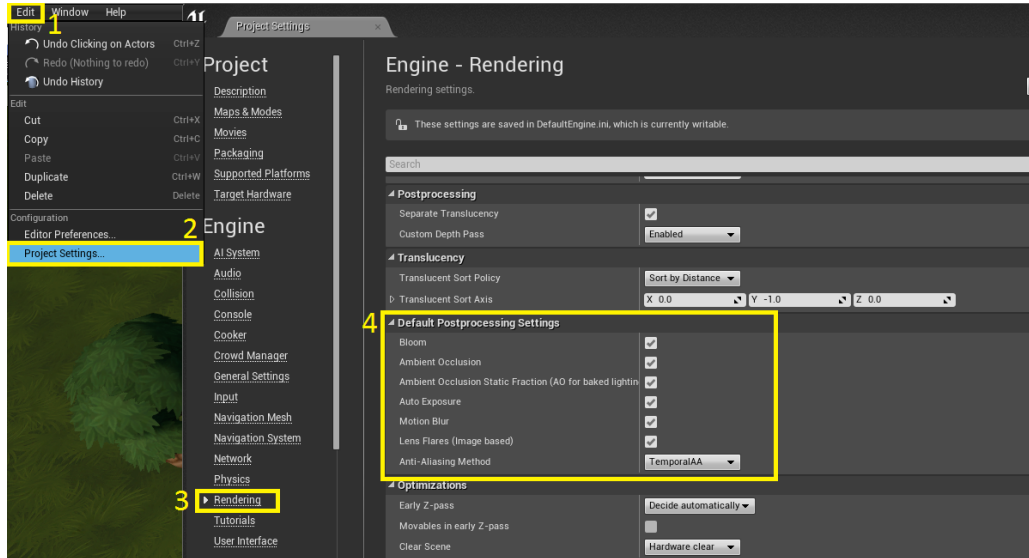 Edit Window Help
1
History
Undo Clicking on Actors Ctrl+Z
Redo (Nothing to redo) Ctrl+Y
Undo History
Edit
Cut Ctrl+X
Copy Ctrl+C
Paste Ctrl+V
Duplicate Ctrl+W
Delete Delete
Configuration
Editor Preferences...
2
Project Settings...
Project Settings
Project
Description
Maps & Modes
Movies
Packaging
Supported Platforms
Target Hardware
Engine
AI System
Audio
Collision
Console
Cooker
Crowd Manager
General Settings
Input
Navigation Mesh
Navigation System
Network
Physics
3
Rendering
Tutorials
User Interface
Engine - Rendering
Rendering settings.
These settings are saved in DefaultEngine.ini, which is currently writable.
Search
Postprocessing
Separate Translucency
Custom Depth Pass Enabled
Translucency
Translucent Sort Policy Sort by Distance
Translucent Sort Axis X 0.0 Y -1.0 Z 0.0
4
Default Postprocessing Settings
Bloom
Ambient Occlusion
Ambient Occlusion Static Fraction (AO for baked lightin
Auto Exposure
Motion Blur
Lens Flares (Image based)
Anti-Aliasing Method TemporalAA
Optimizations
Early Z-pass Decide automatically
Movables in early Z-pass
Clear Scene Hardware clear